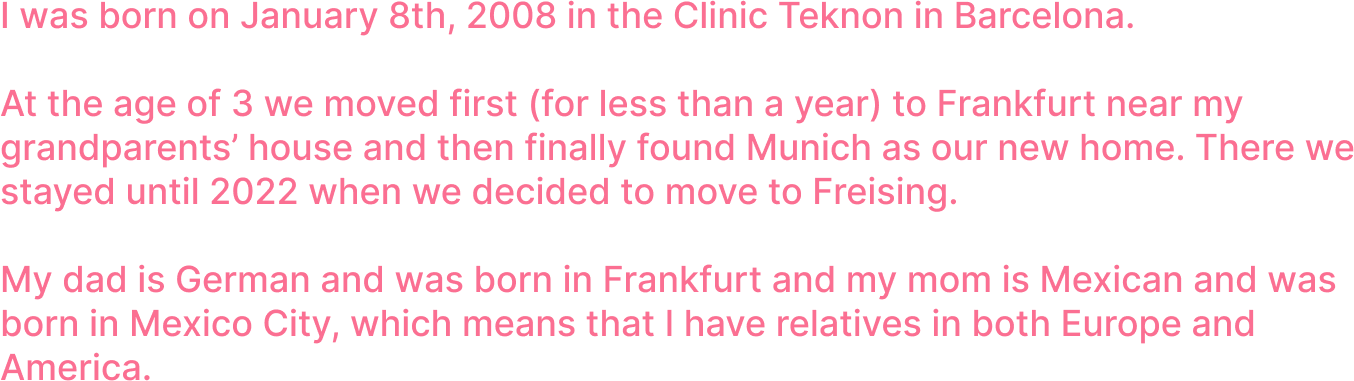 I was born on January 8th, 2008 in the Clinic Teknon in Barcelona.
At the age of 3 we moved first (for less than a year) to Frankfurt near my
grandparents’ house and then finally found Munich as our new home. There we
stayed until 2022 when we decided to move to Freising.
My dad is German and was born in Frankfurt and my mom is Mexican and was
born in Mexico City, which means that I have relatives in both Europe and
America.